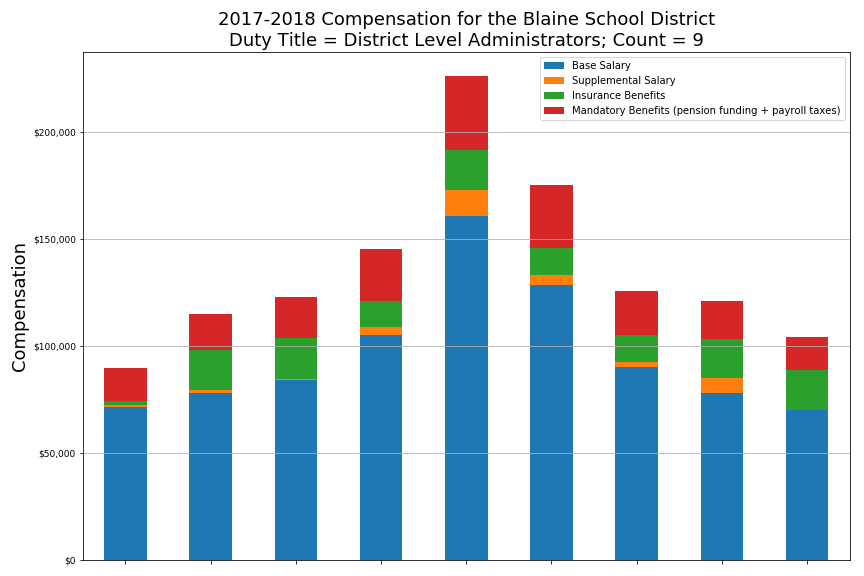 2017-2018 Compensation for the Blaine School District
Duty Title = District Level Administrators; Count = 9
Base Salary
Supplemental Salary
Insurance Benefits
Mandatory Benefits (pension funding + payroll taxes)
Compensation
$200,000
$150,000
$100,000
$50,000
$0